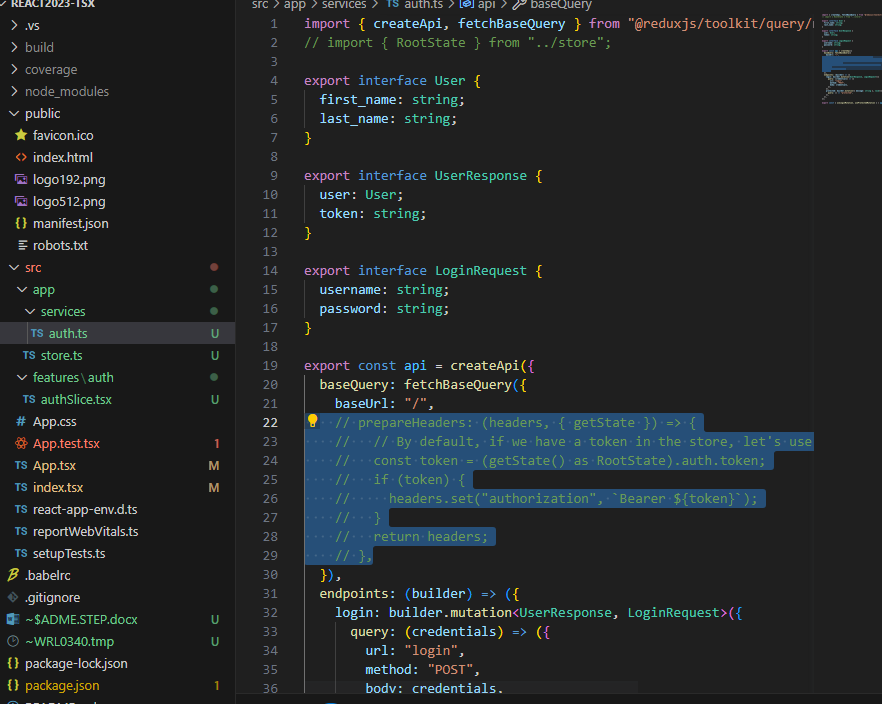 REACT2023-TSX
.vs
build
coverage
node_modules
public
favicon.ico
index.html
logo192.png
logo512.png
manifest.json
robots.txt
src
app
services
TS auth.ts U
TS store.ts U
features\auth
TS authSlice.tsx U
# App.css
App.test.tsx 1
TS App.tsx M
TS index.tsx M
TS react-app-env.d.ts
TS reportWebVitals.ts
TS setupTests.ts
.babelrc
.gitignore
~$ADME.STEP.docx U
~WRL0340.tmp U
{} package-lock.json
{} package.json 1
src > app > services > TS auth.ts > api > baseQuery
1 import { createApi, fetchBaseQuery } from "@reduxjs/toolkit/query/
2 // import { RootState } from "../store";
3
4 export interface User {
5 first_name: string;
6 last_name: string;
7 }
8
9 export interface UserResponse {
10 user: User;
11 token: string;
12 }
13
14 export interface LoginRequest {
15 username: string;
16 password: string;
17 }
18
19 export const api = createApi({
20 baseQuery: fetchBaseQuery({
21 baseUrl: "/",
22 // prepareHeaders: (headers, { getState }) => {
23 // // By default, if we have a token in the store, let's use
24 // const token = (getState() as RootState).auth.token;
25 // if (token) {
26 // headers.set("authorization", `Bearer ${token}`);
27 // }
28 // return headers;
29 // },
30 }),
31 endpoints: (builder) => ({
32 login: builder.mutation<UserResponse, LoginRequest>({
33 query: (credentials) => ({
34 url: "login",
35 method: "POST",
36 body: credentials,